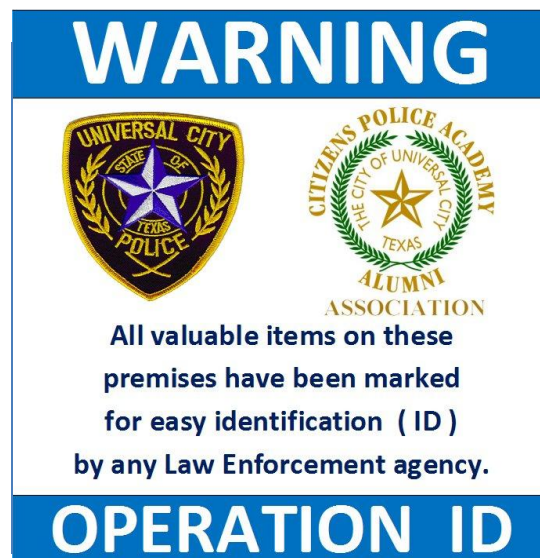 WARNING
UNIVERSAL CITY
STATE OF
TEXAS
POLICE
CITIZENS POLICE ACADEMY
THE CITY OF UNIVERSAL CITY
TEXAS
ALUMNI
ASSOCIATION
All valuable items on these
premises have been marked
for easy identification ( ID )
by any Law Enforcement agency.
OPERATION ID